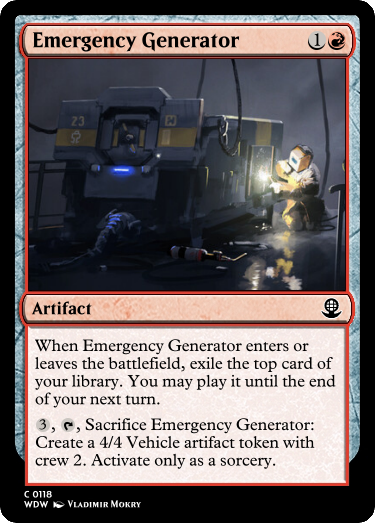 Emergency Generator 1
Artifact
When Emergency Generator enters or
leaves the battlefield, exile the top card of
your library. You may play it until the end
of your next turn.
3, , Sacrifice Emergency Generator:
Create a 4/4 Vehicle artifact token with
crew 2. Activate only as a sorcery.
C 0118
WDW Vladimir Mokry